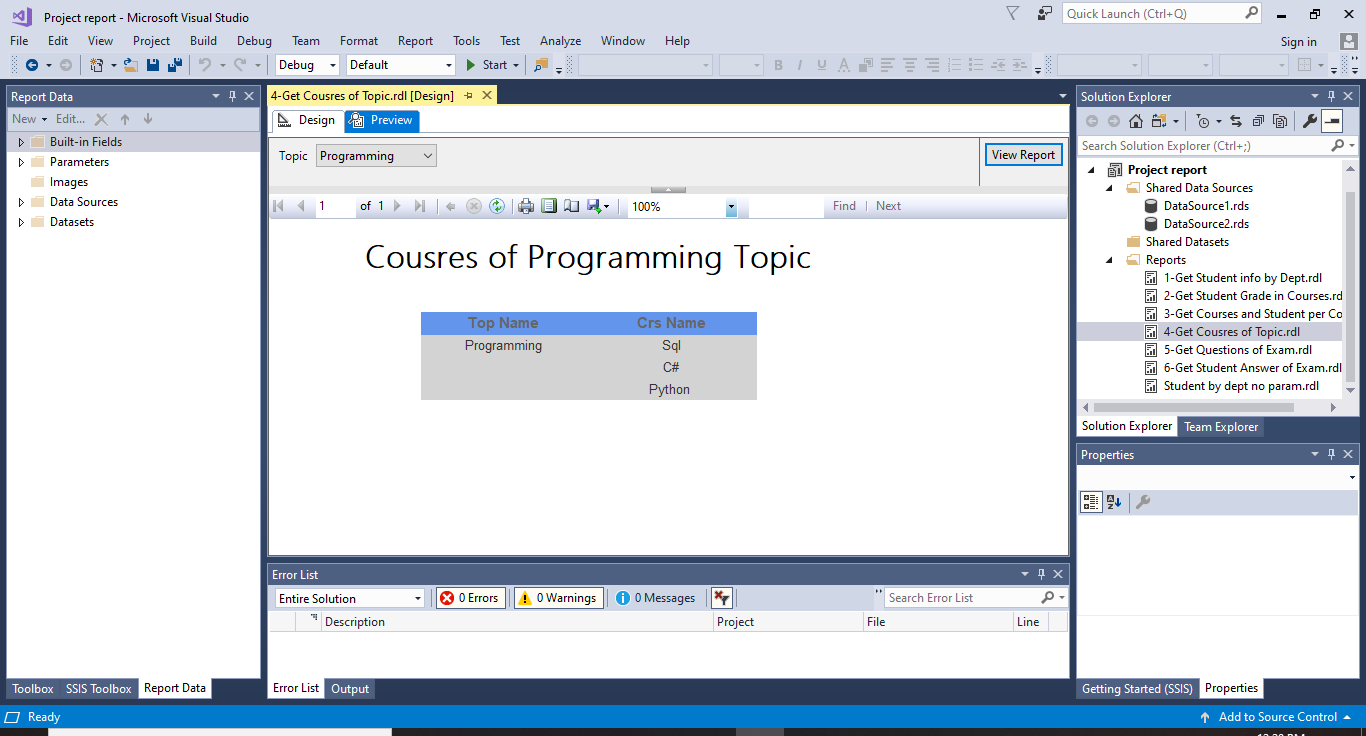 Project report - Microsoft Visual Studio
Quick Launch (Ctrl+Q)
File Edit View Project Build Debug Team Format Report Tools Test Analyze Window Help
Sign in
Debug Default Start
Report Data
New Edit...
Built-in Fields
Parameters
Images
Data Sources
Datasets
4-Get Cousres of Topic.rdl [Design]
Design Preview
Topic Programming View Report
1 of 1 100% Find Next
Cousres of Programming Topic
Top Name Crs Name
Programming Sql
C#
Python
Error List
Entire Solution 0 Errors 0 Warnings 0 Messages Search Error List
Description Project File Line
Solution Explorer
Search Solution Explorer (Ctrl+;)
Project report
Shared Data Sources
DataSource1.rds
DataSource2.rds
Shared Datasets
Reports
1-Get Student info by Dept.rdl
2-Get Student Grade in Courses.rd
3-Get Courses and Student per Co
4-Get Cousres of Topic.rdl
5-Get Questions of Exam.rdl
6-Get Student Answer of Exam.rdl
Student by dept no param.rdl
Solution Explorer Team Explorer
Properties
Toolbox SSIS Toolbox Report Data
Error List Output
Getting Started (SSIS) Properties
Ready
Add to Source Control